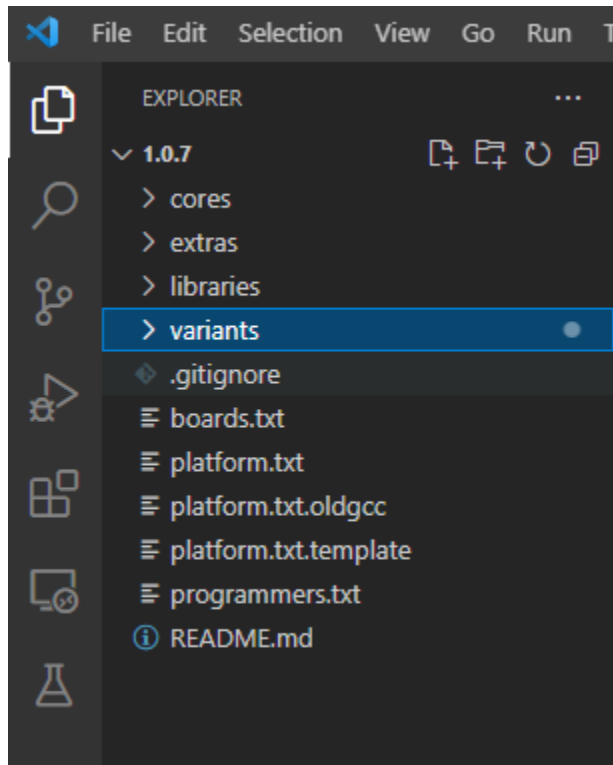 File Edit Selection View Go Run
EXPLORER
1.0.7
cores
extras
libraries
variants
.gitignore
boards.txt
platform.txt
platform.txt.oldgcc
platform.txt.template
programmers.txt
README.md